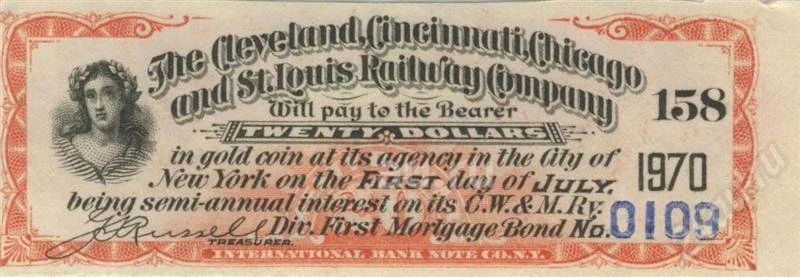 The Cleveland, Cincinnati, Chicago
and St. Louis Railway Company
158
Will pay to the Bearer
TWENTY DOLLARS
in gold coin at its agency in the City of
New York on the FIRST day of JULY, 1970
being semi-annual interest on its C.W. & M. Ry.
Div. First Mortgage Bond No. 0109
Russell
TREASURER.
INTERNATIONAL BANK NOTE CO. N.Y.